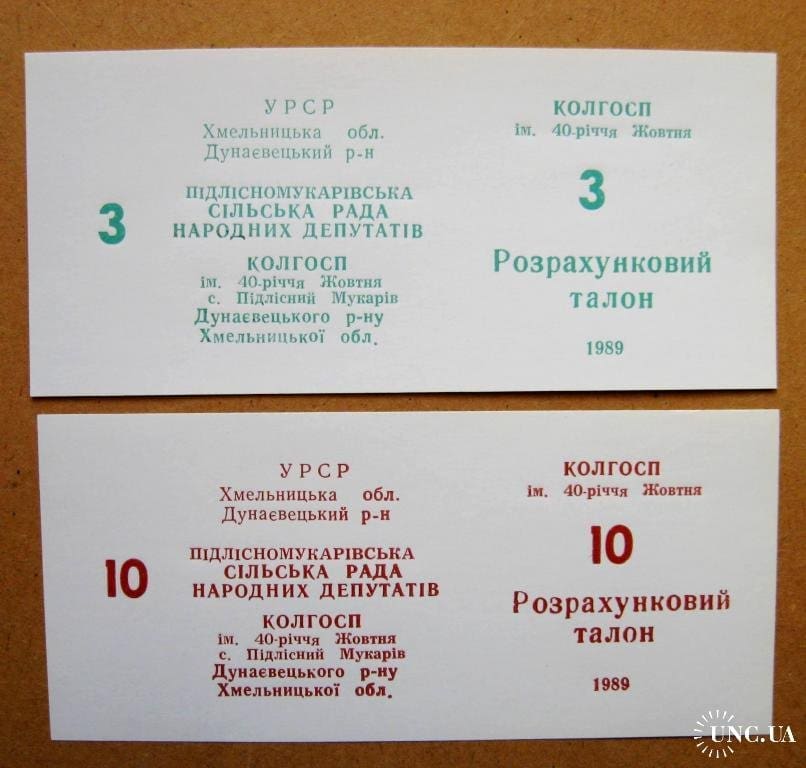 УРСР
Хмельницька обл.
Дунаєвецький р-н
3
ПІДЛІСНОМУКАРІВСЬКА
СІЛЬСЬКА РАДА
НАРОДНИХ ДЕПУТАТІВ
КОЛГОСП
ім. 40-річчя Жовтня
с. Підлісний Мукарів
Дунаєвецького р-ну
Хмельницької обл.
КОЛГОСП
ім. 40-річчя Жовтня
3
Розрахунковий
талон
1989
УРСР
Хмельницька обл.
Дунаєвецький р-н
10
ПІДЛІСНОМУКАРІВСЬКА
СІЛЬСЬКА РАДА
НАРОДНИХ ДЕПУТАТІВ
КОЛГОСП
ім. 40-річчя Жовтня
с. Підлісний Мукарів
Дунаєвецького р-ну
Хмельницької обл.
КОЛГОСП
ім. 40-річчя Жовтня
10
Розрахунковий
талон
1989
UNC.UA